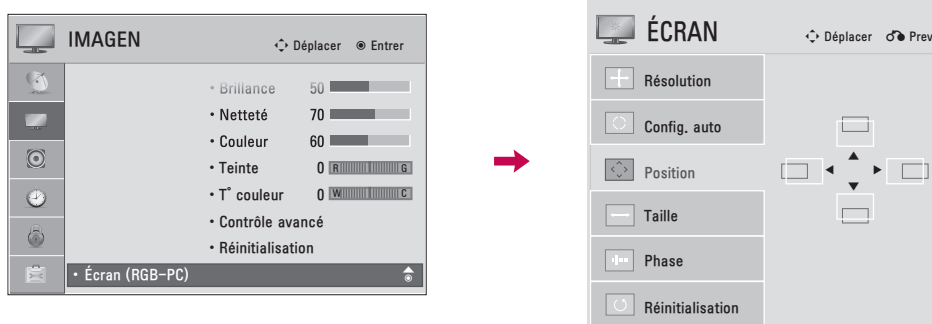 IMAGEN
Déplacer Entrer
• Brillance 50
• Netteté 70
• Couleur 60
• Teinte 0 R G
• T° couleur 0 W C
• Contrôle avancé
• Réinitialisation
• Écran (RGB-PC)
ÉCRAN
Déplacer Prev
Résolution
Config. auto
Position
Taille
Phase
Réinitialisation